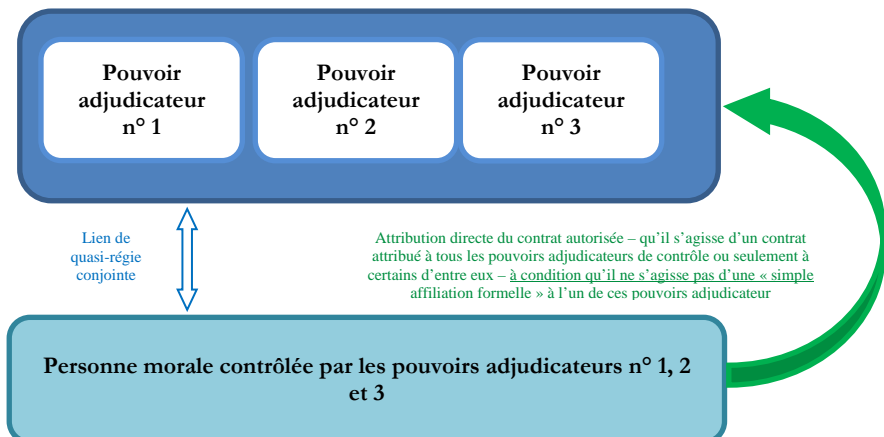 Pouvoir
adjudicateur
n° 1
Pouvoir
adjudicateur
n° 2
Pouvoir
adjudicateur
n° 3
Lien de
quasi-régie
conjointe
Attribution directe du contrat autorisée – qu’il s’agisse d’un contrat
attribué à tous les pouvoirs adjudicateurs de contrôle ou seulement à
certains d’entre eux – à condition qu’il ne s’agisse pas d’une « simple
affiliation formelle » à l’un de ces pouvoirs adjudicateur
Personne morale contrôlée par les pouvoirs adjudicateurs n° 1, 2
et 3